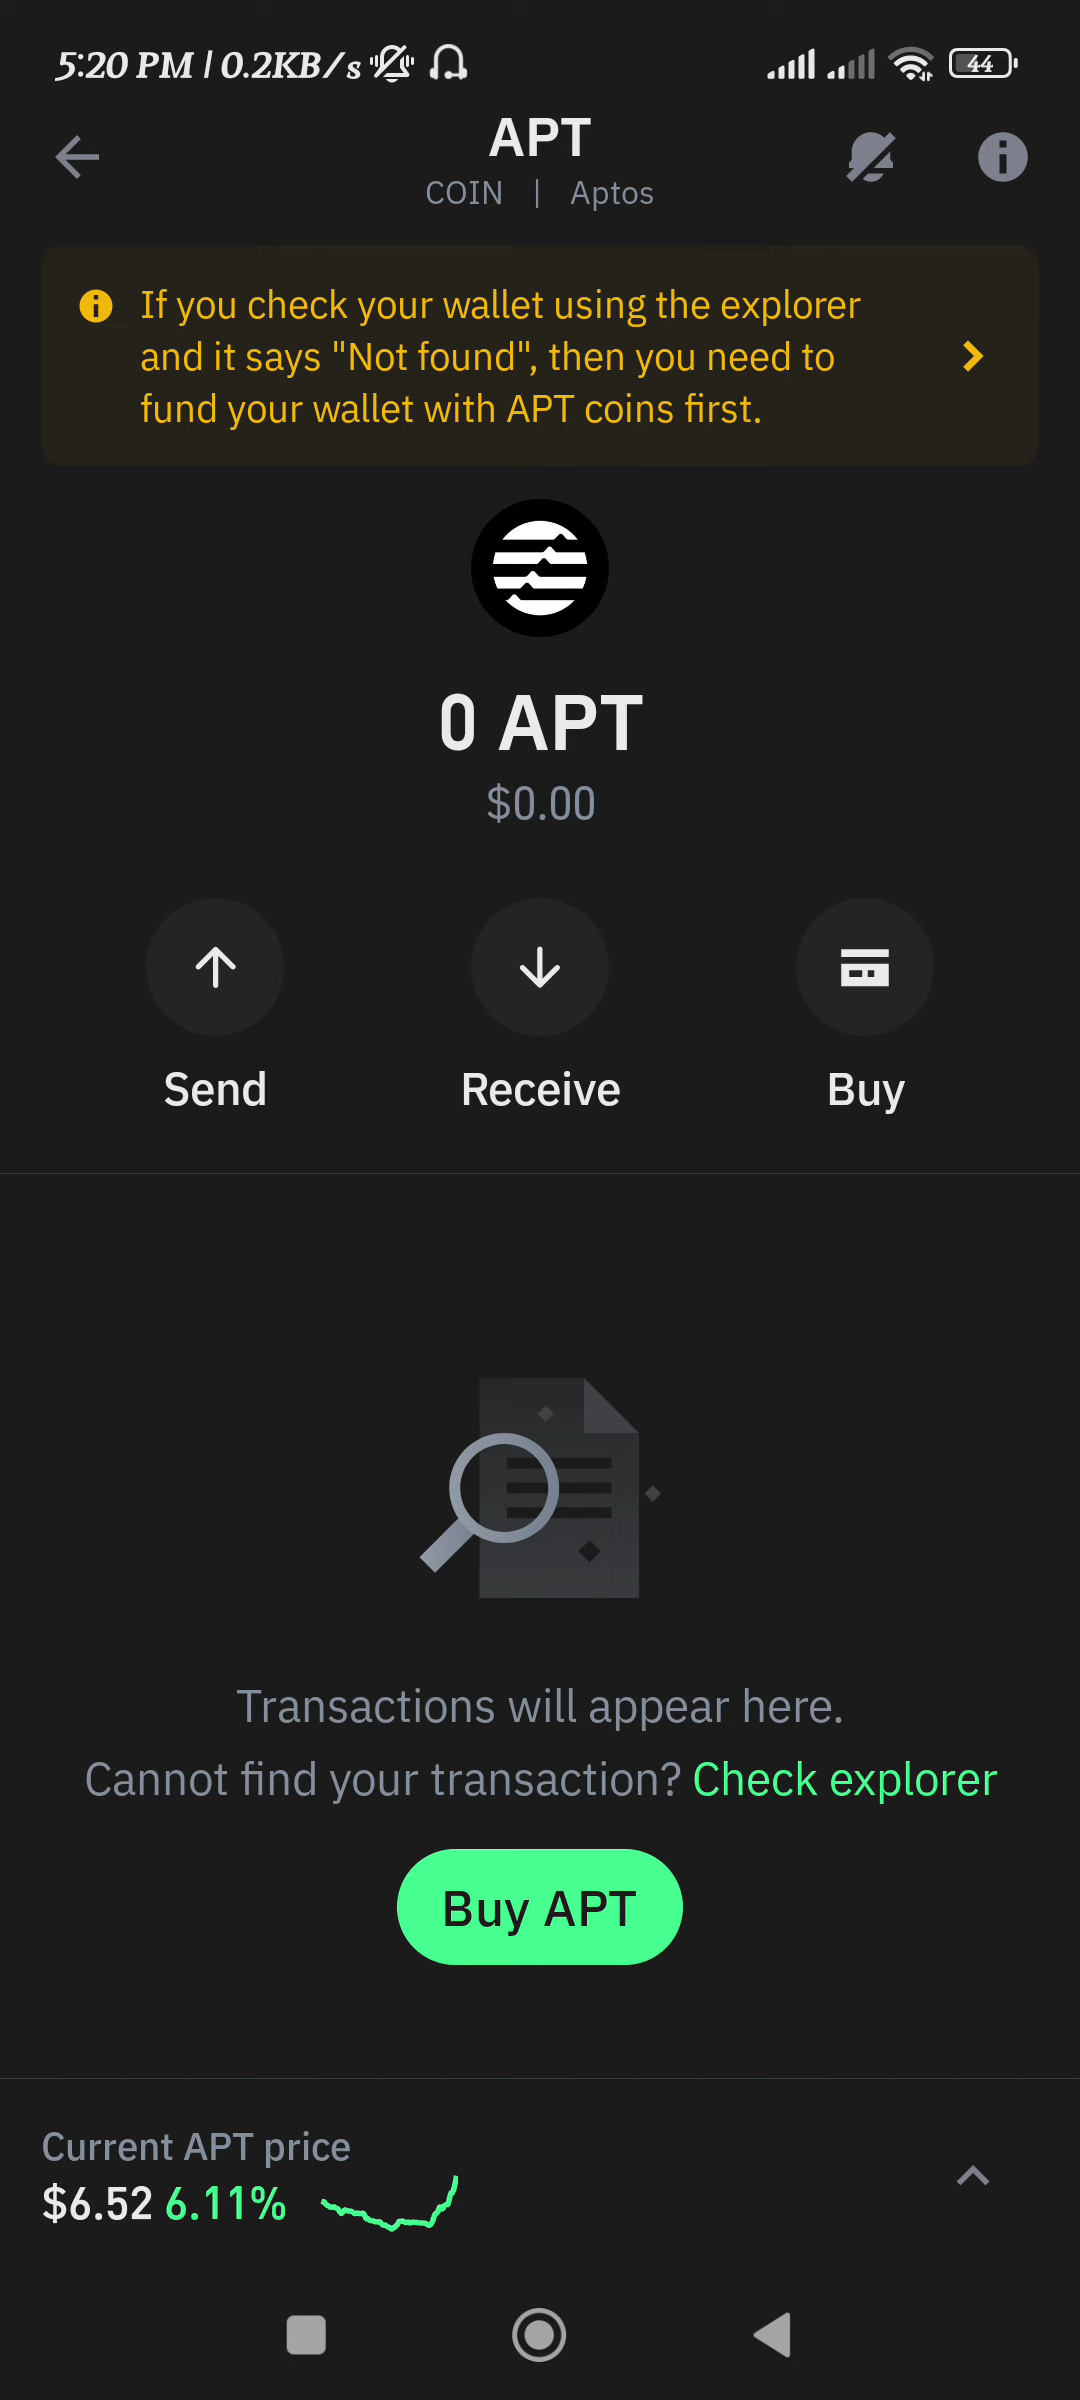 5:20 PM | 0.2KB/s
44
APT
COIN | Aptos
If you check your wallet using the explorer
and it says "Not found", then you need to
fund your wallet with APT coins first.
0 APT
$0.00
Send Receive Buy
Transactions will appear here.
Cannot find your transaction? Check explorer
Buy APT
Current APT price
$6.52 6.11%